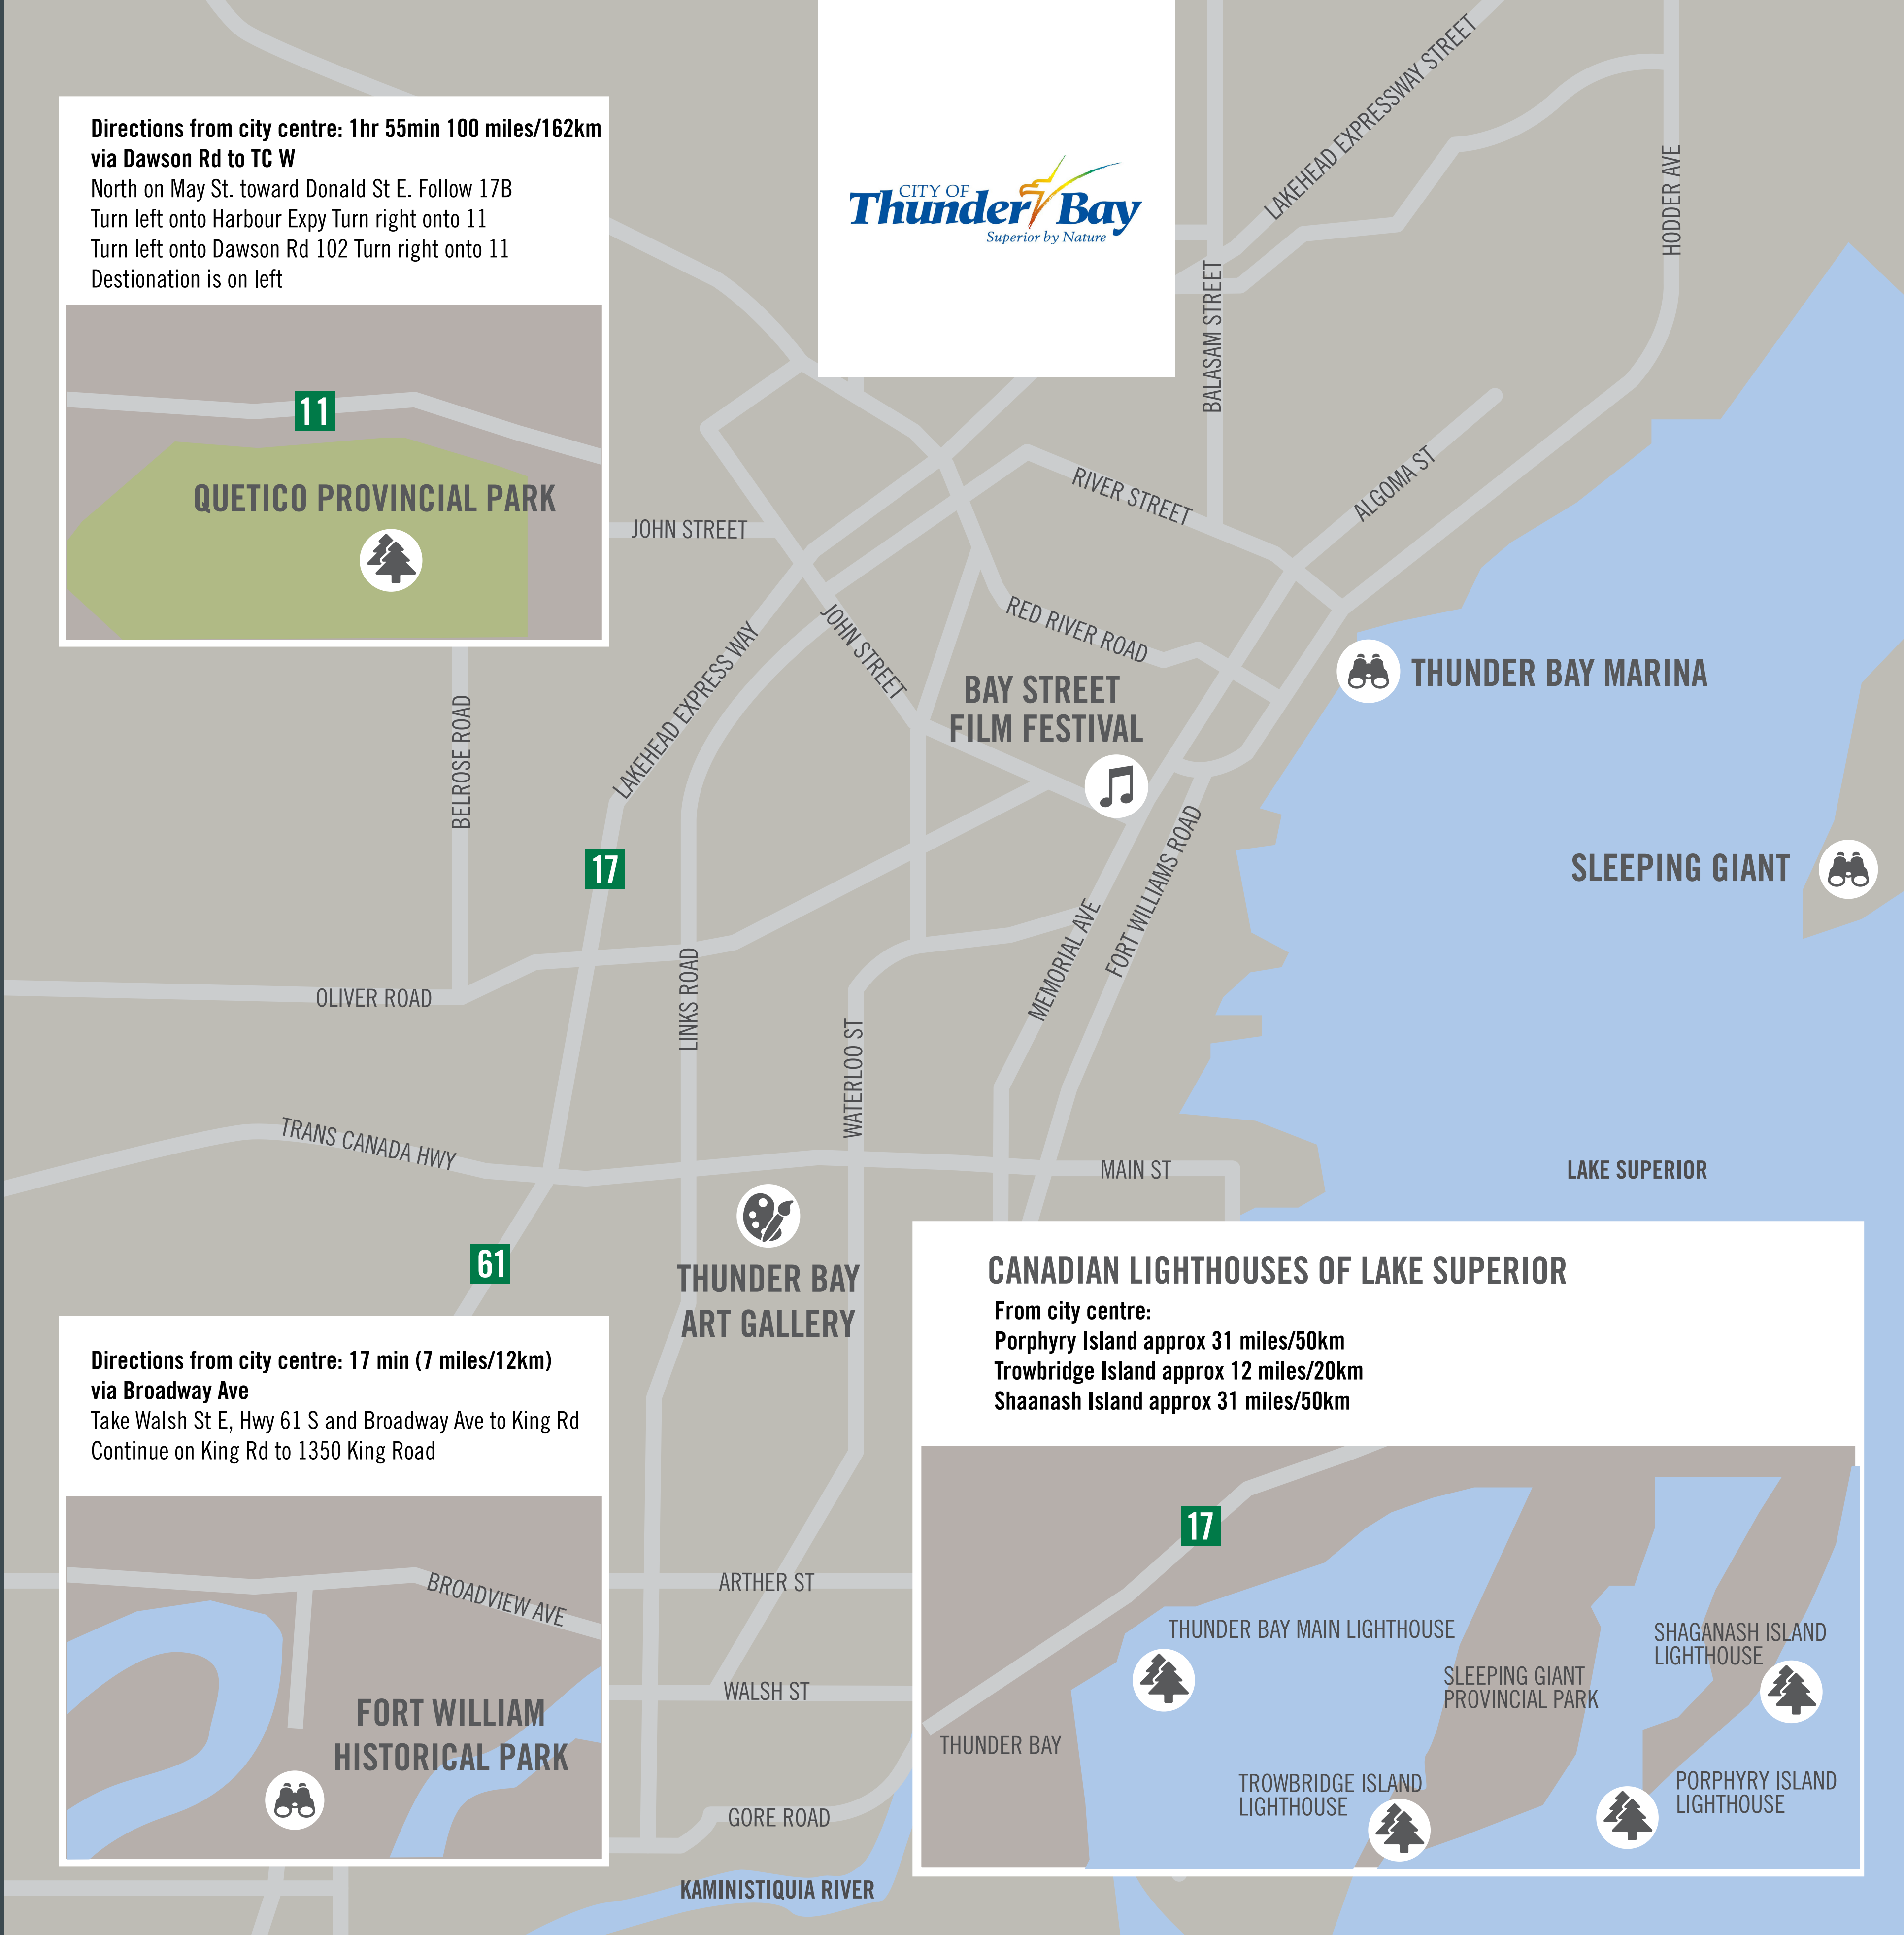 CITY OF
Thunder Bay
Superior by Nature
Directions from city centre: 1hr 55min 100 miles/162km
via Dawson Rd to TC W
North on May St. toward Donald St E. Follow 17B
Turn left onto Harbour Expy Turn right onto 11
Turn left onto Dawson Rd 102 Turn right onto 11
Destionation is on left
11
QUETICO PROVINCIAL PARK
LAKEHEAD EXPRESSWAY STREET
HODDER AVE
BALASAM STREET
RIVER STREET
ALGOMA ST
JOHN STREET
JOHN STREET
RED RIVER ROAD
LAKEHEAD EXPRESS WAY
BELROSE ROAD
BAY STREET
FILM FESTIVAL
THUNDER BAY MARINA
SLEEPING GIANT
17
MEMORIAL AVE
FORT WILLIAMS ROAD
OLIVER ROAD
LINKS ROAD
WATERLOO ST
TRANS CANADA HWY
MAIN ST
LAKE SUPERIOR
61
THUNDER BAY
ART GALLERY
Directions from city centre: 17 min (7 miles/12km)
via Broadway Ave
Take Walsh St E, Hwy 61 S and Broadway Ave to King Rd
Continue on King Rd to 1350 King Road
BROADVIEW AVE
FORT WILLIAM
HISTORICAL PARK
ARTHER ST
WALSH ST
GORE ROAD
KAMINISTIQUIA RIVER
CANADIAN LIGHTHOUSES OF LAKE SUPERIOR
From city centre:
Porphyry Island approx 31 miles/50km
Trowbridge Island approx 12 miles/20km
Shaanash Island approx 31 miles/50km
17
THUNDER BAY MAIN LIGHTHOUSE
SHAGANASH ISLAND
LIGHTHOUSE
SLEEPING GIANT
PROVINCIAL PARK
THUNDER BAY
TROWBRIDGE ISLAND
LIGHTHOUSE
PORPHYRY ISLAND
LIGHTHOUSE